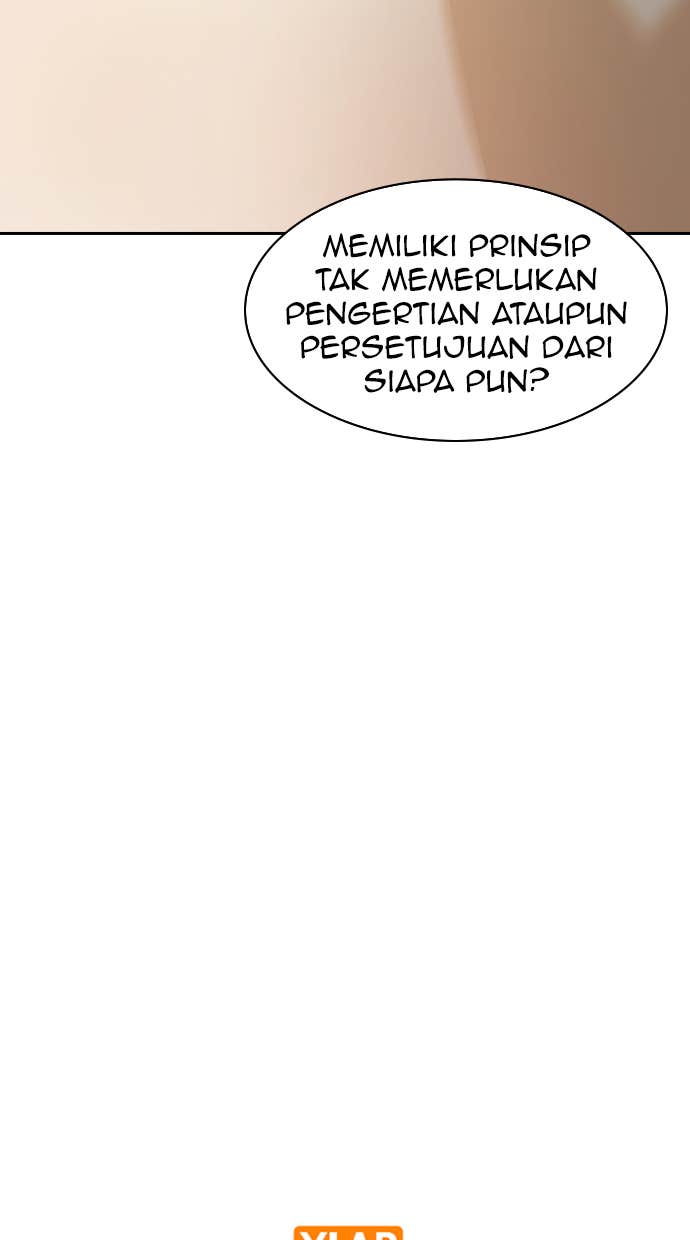 MEMILIKI PRINSIP
TAK MEMERLUKAN
PENGERTIAN ATAUPUN
PERSETUJUAN DARI
SIAPA PUN?